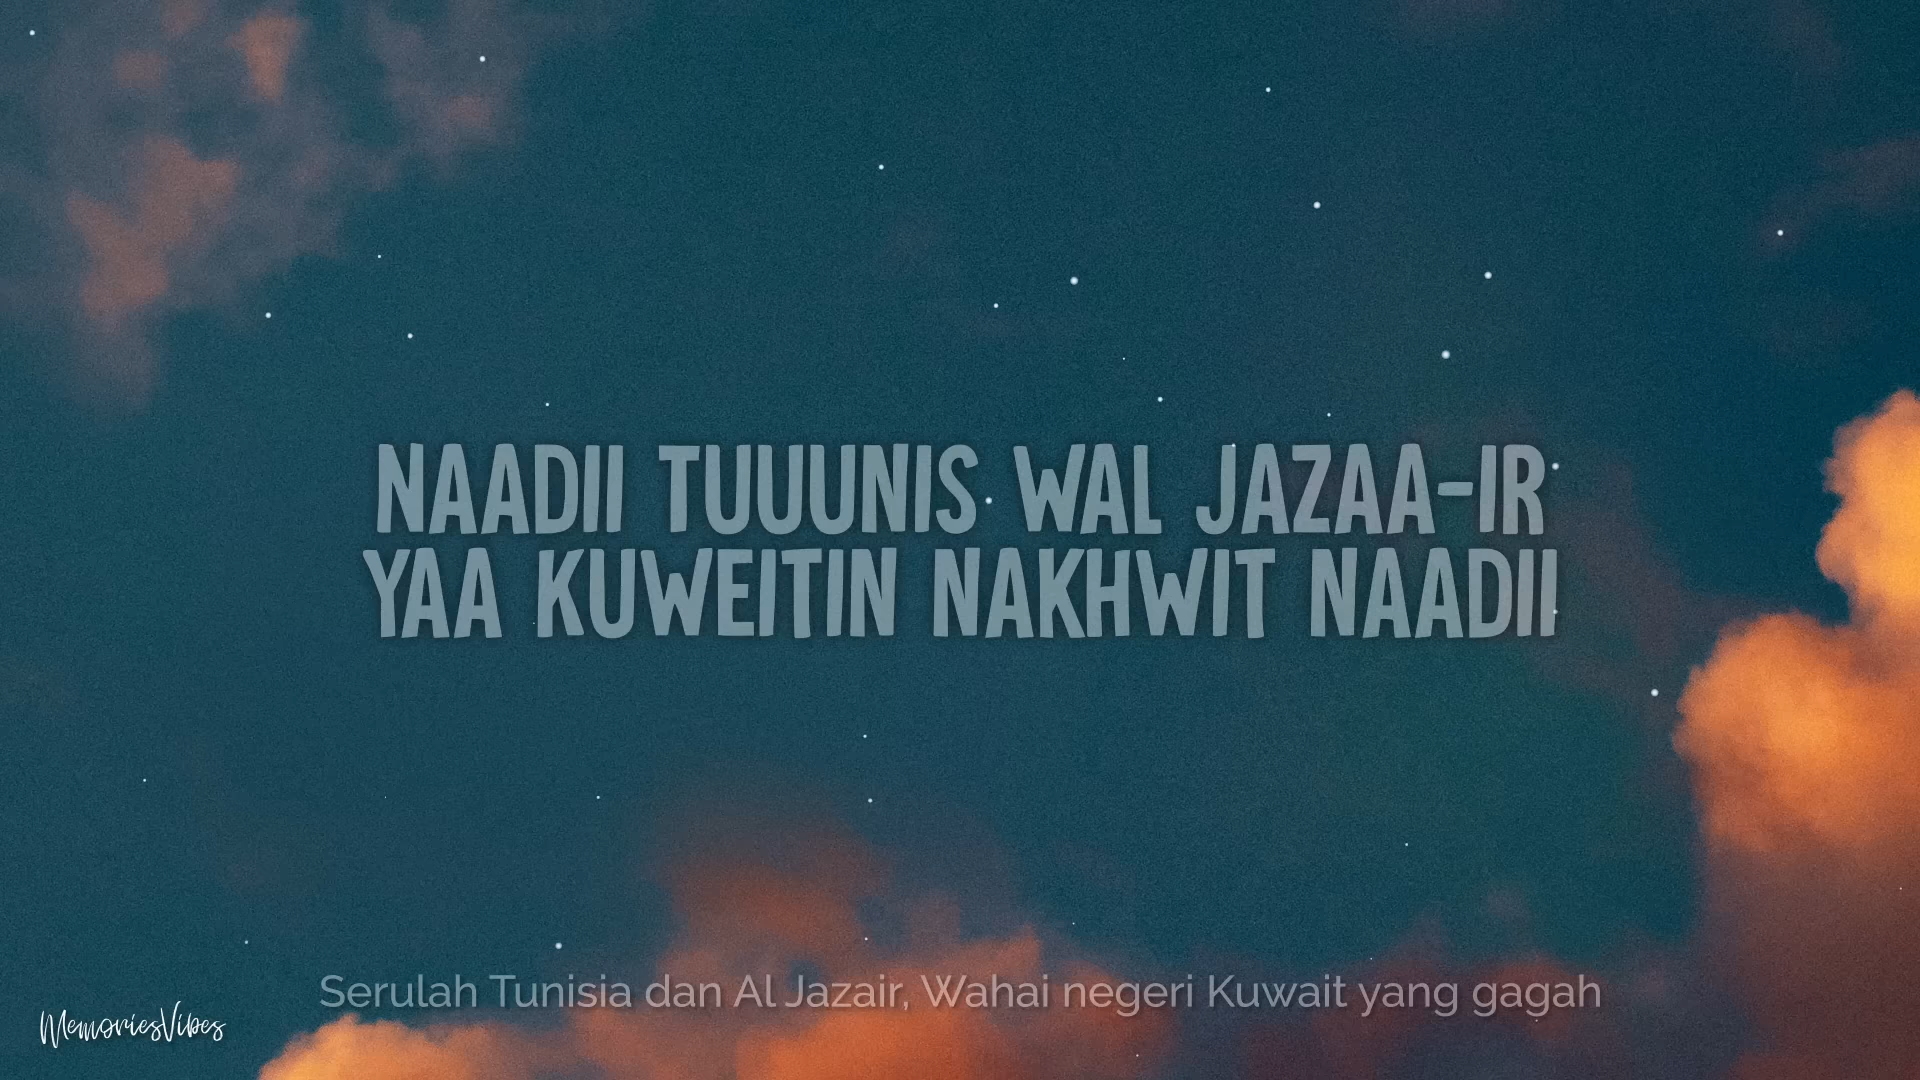 NAADII TUUUNIS WAL JAZAA-IR
YAA KUWEITIN NAKHWIT NAADII
Serulah Tunisia dan Al Jazair, Wahai negeri Kuwait yang gagah
MemoriesVibes